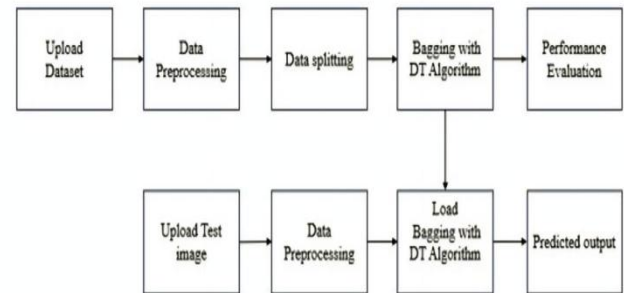 Upload
Dataset
Data
Preprocessing
Data splitting
Bagging with
DT Algorithm
Performance
Evaluation
Upload Test
image
Data
Preprocessing
Load
Bagging with
DT Algorithm
Predicted output